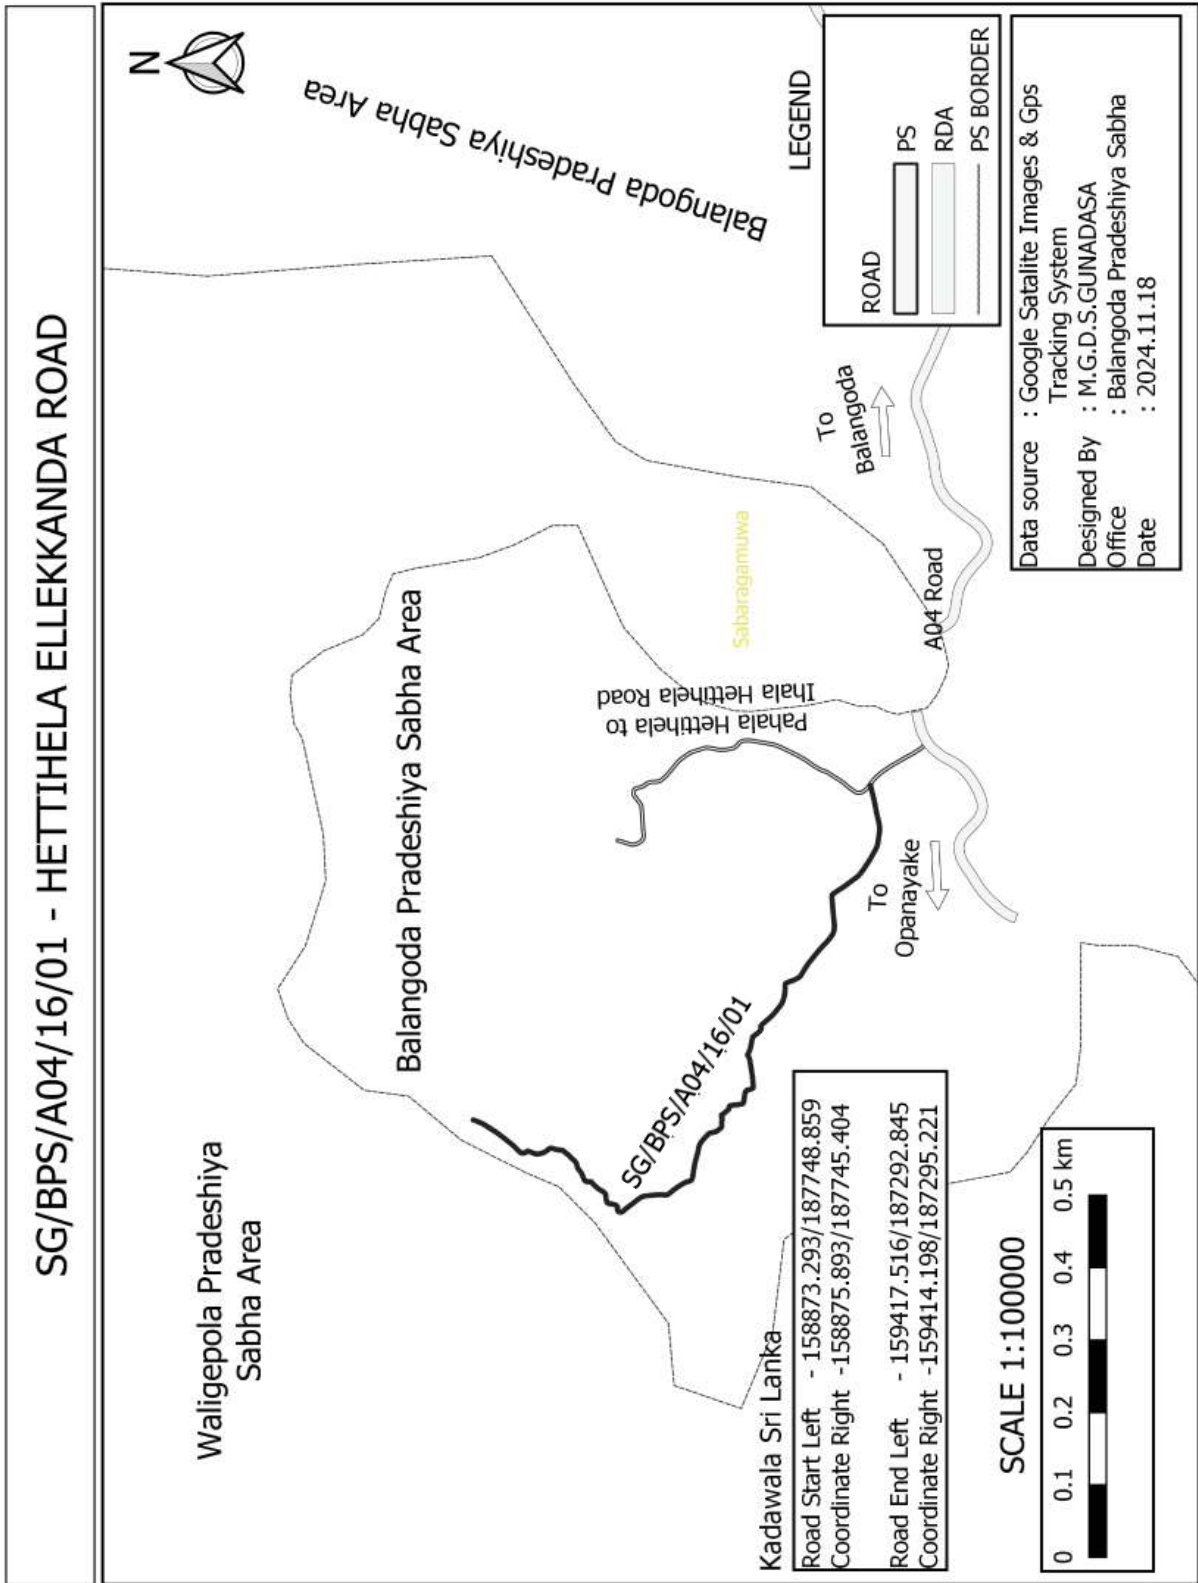 SG/BPS/A04/16/01 - HETTIHELA ELLEKKANDA ROAD
N
Waligepola Pradeshiya
Sabha Area
Balangoda Pradeshiya Sabha Area
Balangoda Pradeshiya Sabha Area
Pahala Hettihela to
Ihala Hettihela Road
Sabaragamuwa
SG/BPS/A04/16/01
To
Opanayake
A04 Road
To
Balangoda
Kadawala Sri Lanka
Road Start Left - 158873.293/187748.859
Coordinate Right -158875.893/187745.404
Road End Left - 159417.516/187292.845
Coordinate Right -159414.198/187295.221
SCALE 1:100000
0 0.1 0.2 0.3 0.4 0.5 km
LEGEND
ROAD
PS
RDA
PS BORDER
Data source : Google Satalite Images & Gps
Tracking System
Designed By : M.G.D.S.GUNADASA
Office : Balangoda Pradeshiya Sabha
Date : 2024.11.18